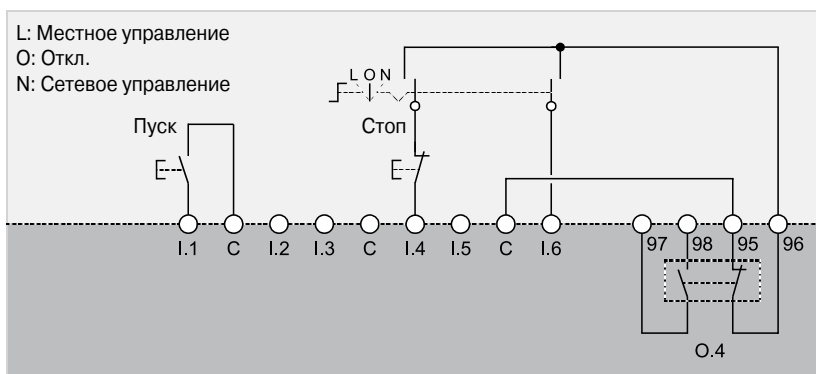 L: Местное управление
O: Откл.
N: Сетевое управление
L O N
Пуск
Стоп
I.1 C I.2 I.3 C I.4 I.5 C I.6 97 98 95 96
O.4